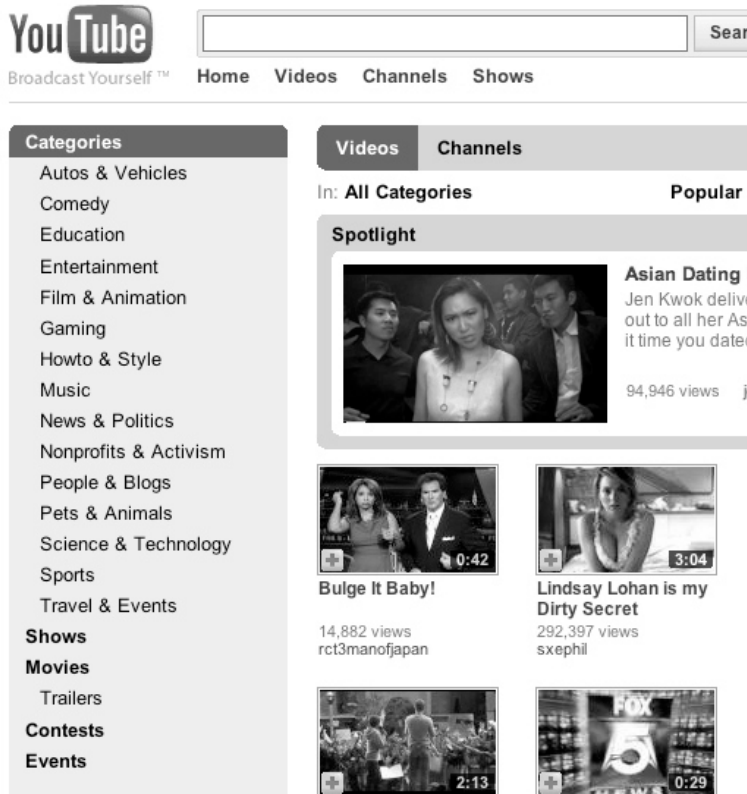 You Tube
Broadcast Yourself ™
Sear
Home Videos Channels Shows
Categories
Autos & Vehicles
Comedy
Education
Entertainment
Film & Animation
Gaming
Howto & Style
Music
News & Politics
Nonprofits & Activism
People & Blogs
Pets & Animals
Science & Technology
Sports
Travel & Events
Shows
Movies
Trailers
Contests
Events
Videos Channels
In: All Categories Popular
Spotlight
Asian Dating
Jen Kwok delive
out to all her As
it time you dated
94,946 views j
0:42
Bulge It Baby!
14,882 views
rct3manofjapan
3:04
Lindsay Lohan is my
Dirty Secret
292,397 views
sxephil
2:13
FOX
5
NEWS
0:29